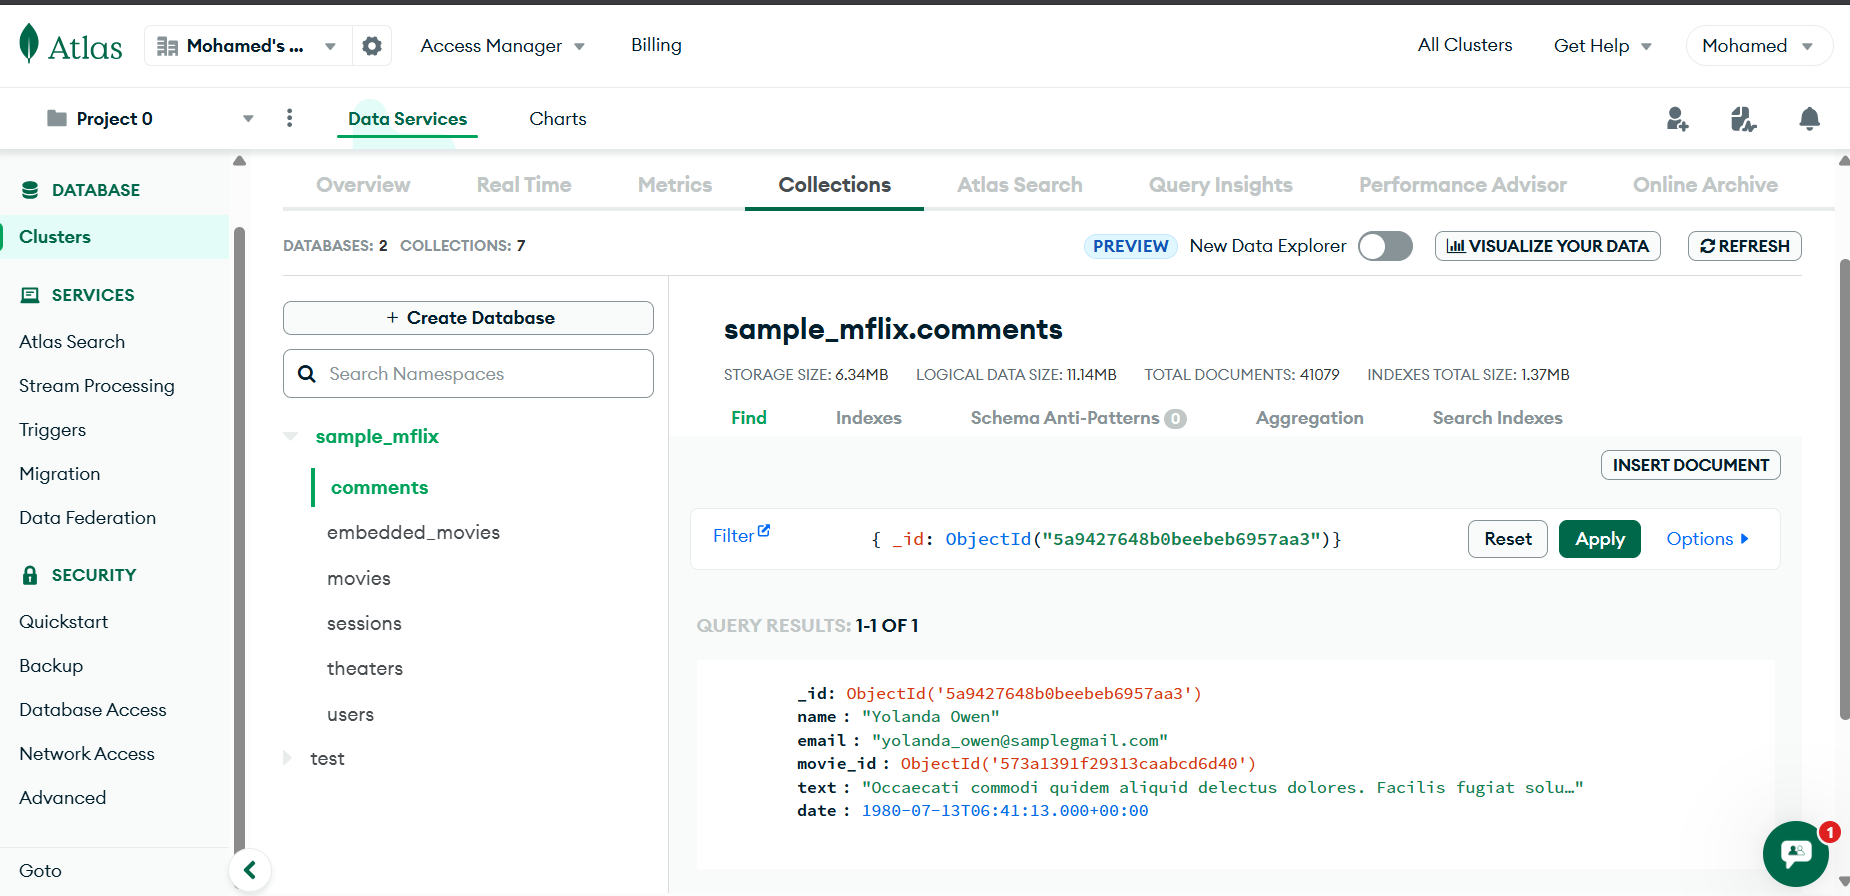 Atlas
Mohamed's ...
Access Manager
Billing
All Clusters
Get Help
Mohamed
Project 0
Data Services
Charts
DATABASE
Clusters
SERVICES
Atlas Search
Stream Processing
Triggers
Migration
Data Federation
SECURITY
Quickstart
Backup
Database Access
Network Access
Advanced
Goto
Overview
Real Time
Metrics
Collections
Atlas Search
Query Insights
Performance Advisor
Online Archive
DATABASES: 2 COLLECTIONS: 7
PREVIEW New Data Explorer
VISUALIZE YOUR DATA
REFRESH
+ Create Database
Search Namespaces
sample_mflix
comments
embedded_movies
movies
sessions
theaters
users
test
sample_mflix.comments
STORAGE SIZE: 6.34MB LOGICAL DATA SIZE: 11.14MB TOTAL DOCUMENTS: 41079 INDEXES TOTAL SIZE: 1.37MB
Find
Indexes
Schema Anti-Patterns 0
Aggregation
Search Indexes
INSERT DOCUMENT
Filter
{ _id: ObjectId("5a9427648b0beebeb6957aa3")}
Reset
Apply
Options
QUERY RESULTS: 1-1 OF 1
_id: ObjectId('5a9427648b0beebeb6957aa3')
name : "Yolanda Owen"
email : "yolanda_owen@samplegmail.com"
movie_id : ObjectId('573a1391f29313caabcd6d40')
text : "Occaecati commodi quidem aliquid delectus dolores. Facilis fugiat solu…"
date : 1980-07-13T06:41:13.000+00:00
1